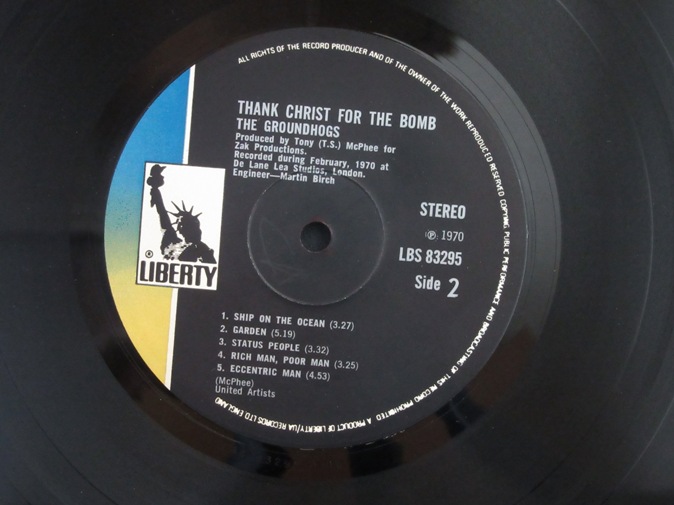 ALL RIGHTS OF THE RECORD PRODUCER AND OF THE OWNER OF THE WORK REPRODUCED RESERVED COPYING, PUBLIC PERFORMANCE AND BROADCASTING OF THIS RECORD PROHIBITED. A PRODUCT OF LIBERTY/UA RECORDS LTD ENGLAND
THANK CHRIST FOR THE BOMB
THE GROUNDHOGS
Produced by Tony (T.S.) McPhee for
Zak Productions.
Recorded during February, 1970 at
De Lane Lea Studios, London.
Engineer—Martin Birch
STEREO
℗ 1970
LBS 83295
Side 2
® LIBERTY
1. SHIP ON THE OCEAN (3.27)
2. GARDEN (5.19)
3. STATUS PEOPLE (3.32)
4. RICH MAN, POOR MAN (3.25)
5. ECCENTRIC MAN (4.53)
(McPhee)
United Artists